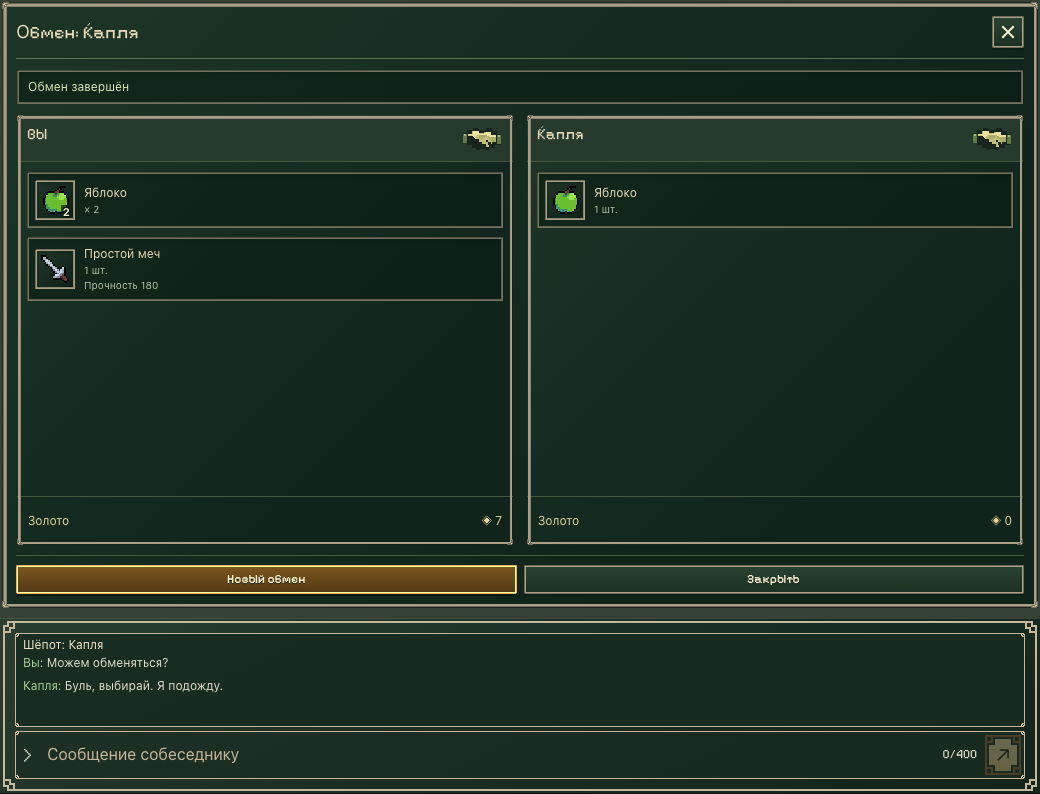 Обмен: Капля
Обмен завершён
Вы
Капля
2
Яблоко
× 2
Простой меч
1 шт.
Прочность 180
Яблоко
1 шт.
Золото
7
Золото
0
Новый обмен
Закрыть
Шёпот: Капля
Вы: Можем обменяться?
Капля: Буль, выбирай. Я подожду.
Сообщение собеседнику
0/400